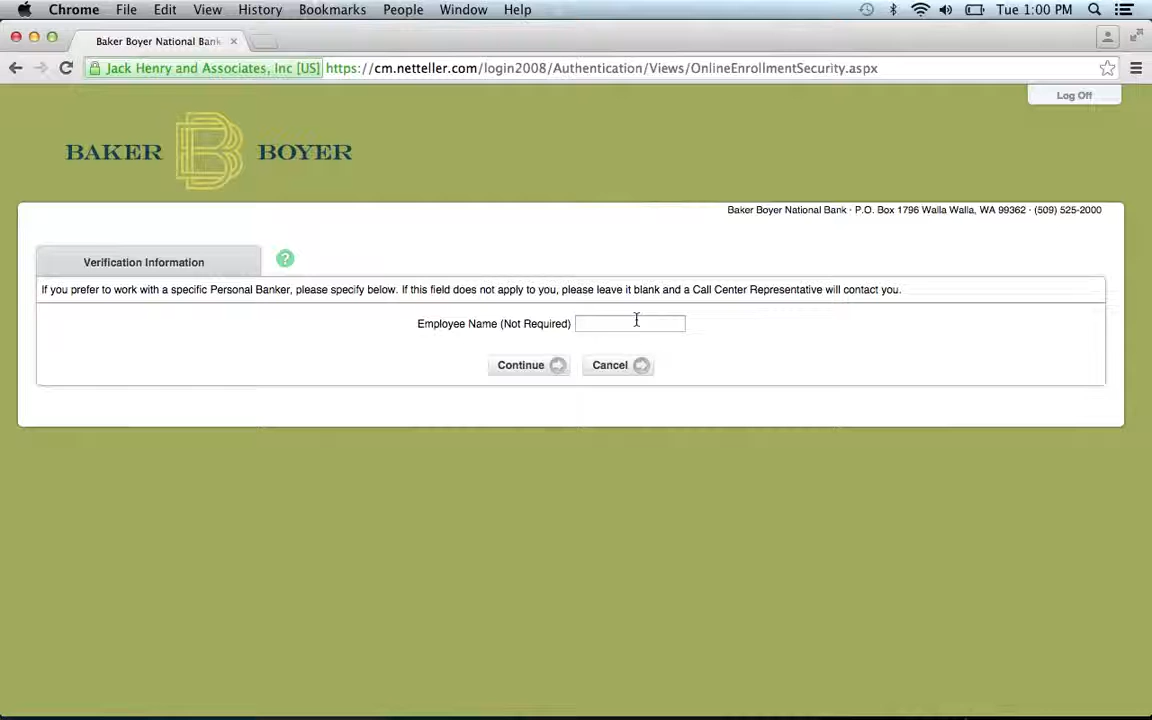 Chrome File Edit View History Bookmarks People Window Help Tue 1:00 PM
Baker Boyer National Bank
Jack Henry and Associates, Inc [US] https://cm.netteller.com/login2008/Authentication/Views/OnlineEnrollmentSecurity.aspx
Log Off
BAKER B BOYER
Baker Boyer National Bank · P.O. Box 1796 Walla Walla, WA 99362 · (509) 525-2000
Verification Information ?
If you prefer to work with a specific Personal Banker, please specify below. If this field does not apply to you, please leave it blank and a Call Center Representative will contact you.
Employee Name (Not Required)
Continue Cancel